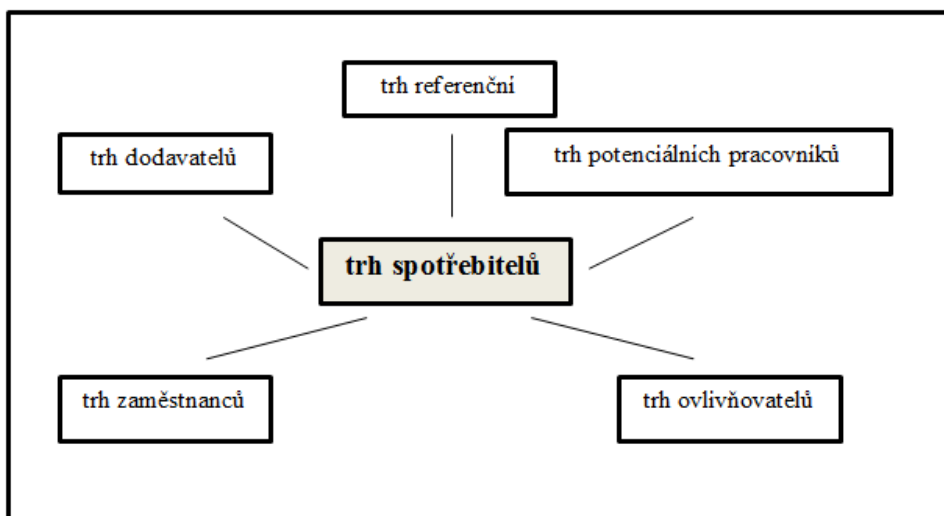 trh referenční
trh dodavatelů
trh potenciálních pracovníků
trh spotřebitelů
trh zaměstnanců
trh ovlivňovatelů